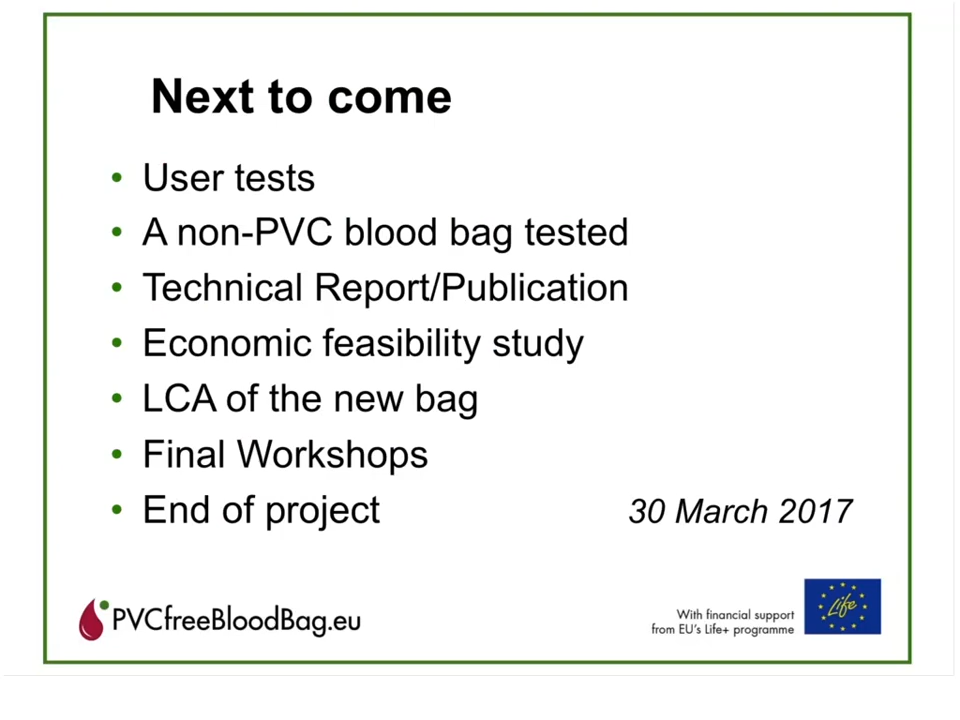 Next to come
• User tests
• A non-PVC blood bag tested
• Technical Report/Publication
• Economic feasibility study
• LCA of the new bag
• Final Workshops
• End of project 30 March 2017
PVCfreeBloodBag.eu
With financial support
from EU's Life+ programme
Life